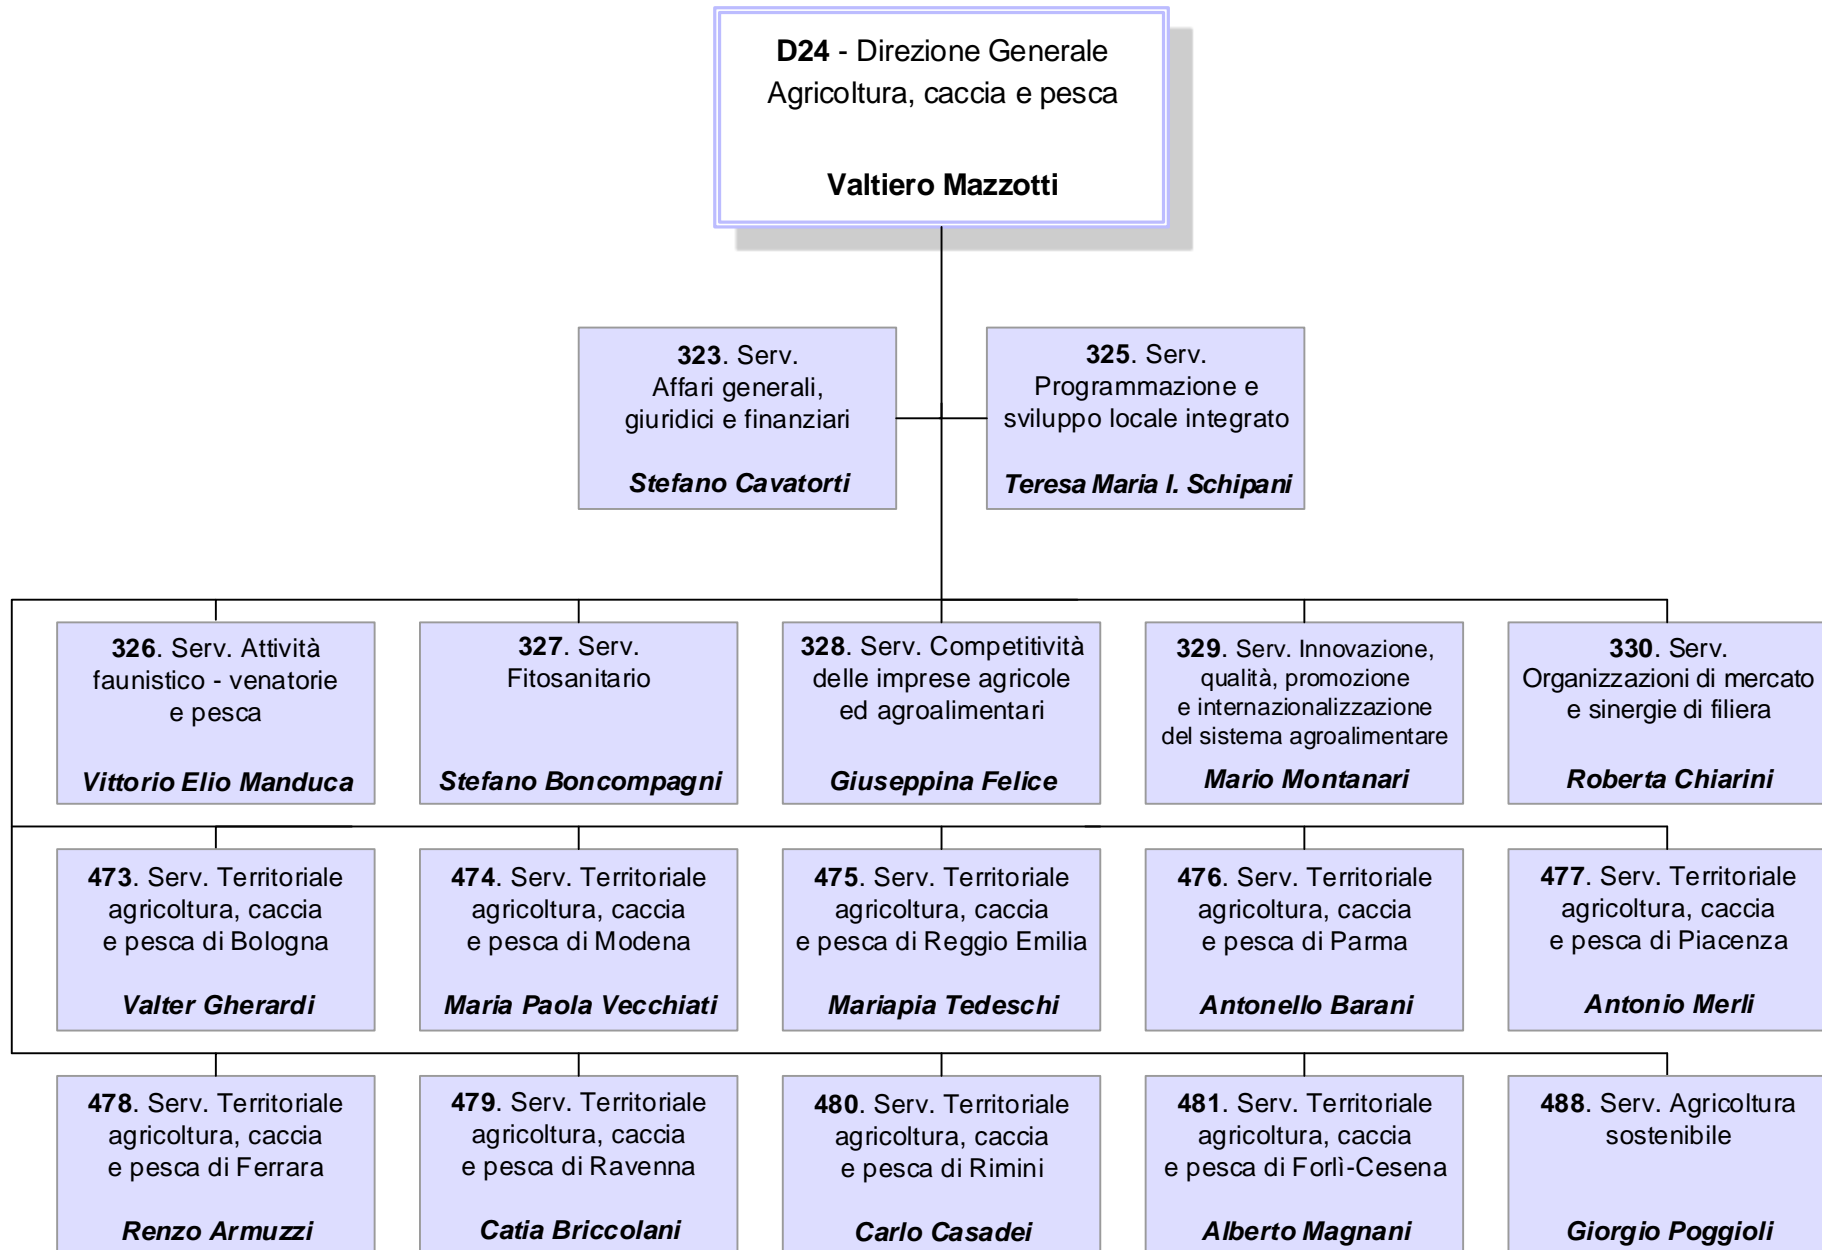 D24 - Direzione Generale
Agricoltura, caccia e pesca
Valtiero Mazzotti
323. Serv.
Affari generali,
giuridici e finanziari
Stefano Cavatorti
325. Serv.
Programmazione e
sviluppo locale integrato
Teresa Maria I. Schipani
326. Serv. Attività
faunistico - venatorie
e pesca
Vittorio Elio Manduca
327. Serv.
Fitosanitario
Stefano Boncompagni
328. Serv. Competitività
delle imprese agricole
ed agroalimentari
Giuseppina Felice
329. Serv. Innovazione,
qualità, promozione
e internazionalizzazione
del sistema agroalimentare
Mario Montanari
330. Serv.
Organizzazioni di mercato
e sinergie di filiera
Roberta Chiarini
473. Serv. Territoriale
agricoltura, caccia
e pesca di Bologna
Valter Gherardi
474. Serv. Territoriale
agricoltura, caccia
e pesca di Modena
Maria Paola Vecchiati
475. Serv. Territoriale
agricoltura, caccia
e pesca di Reggio Emilia
Mariapia Tedeschi
476. Serv. Territoriale
agricoltura, caccia
e pesca di Parma
Antonello Barani
477. Serv. Territoriale
agricoltura, caccia
e pesca di Piacenza
Antonio Merli
478. Serv. Territoriale
agricoltura, caccia
e pesca di Ferrara
Renzo Armuzzi
479. Serv. Territoriale
agricoltura, caccia
e pesca di Ravenna
Catia Briccolani
480. Serv. Territoriale
agricoltura, caccia
e pesca di Rimini
Carlo Casadei
481. Serv. Territoriale
agricoltura, caccia
e pesca di Forlì-Cesena
Alberto Magnani
488. Serv. Agricoltura
sostenibile
Giorgio Poggioli